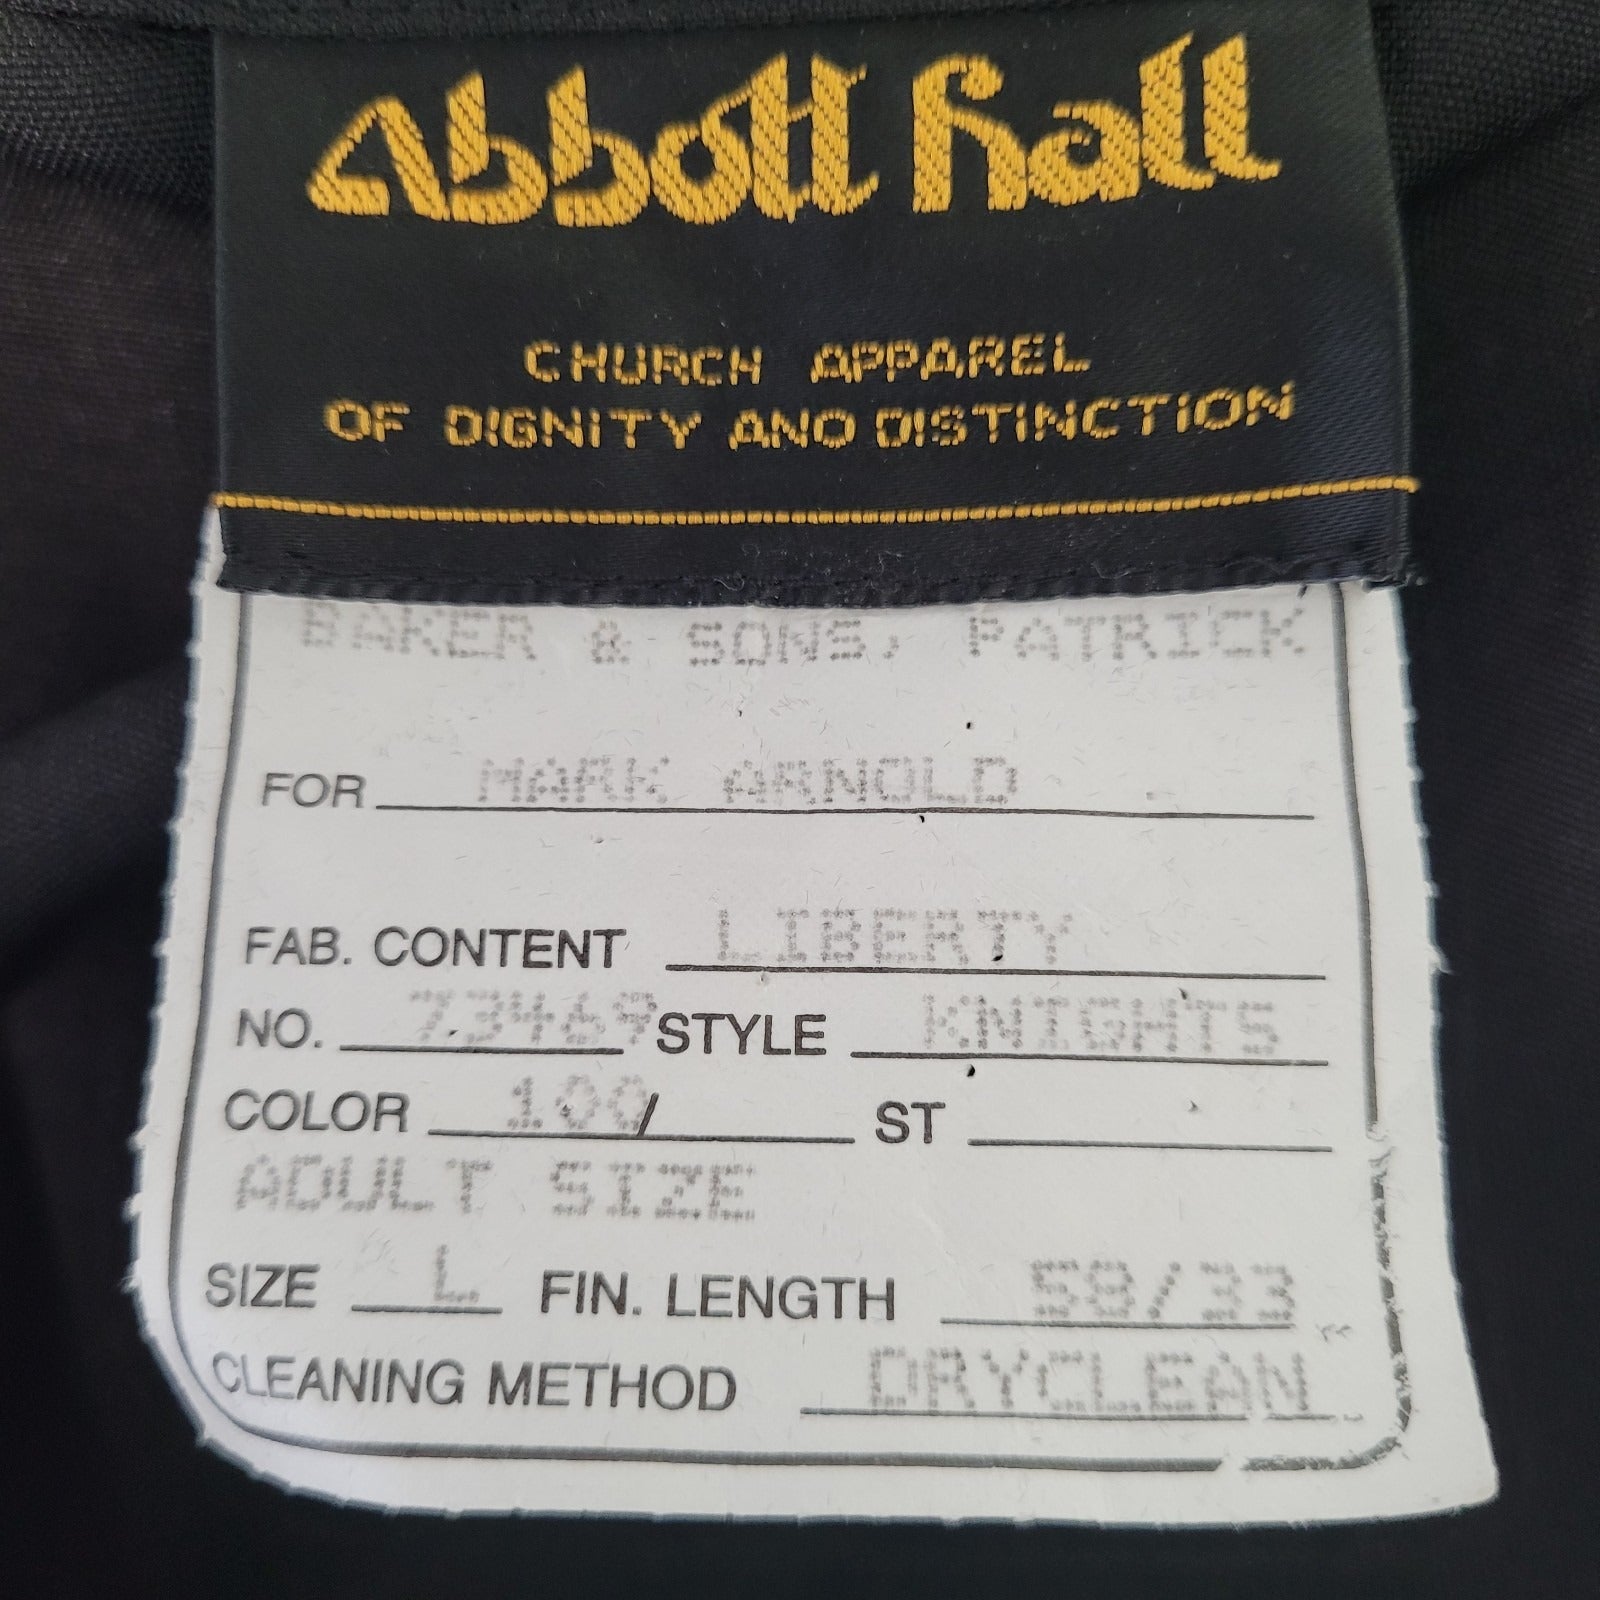 Abbott hall
CHURCH APPAREL
OF DIGNITY AND DISTINCTION
BAKER & SONS, PATRICK
FOR MARK ARNOLD
FAB. CONTENT LIBERTY
NO. 73469 STYLE KNTGHTR
COLOR 100/ ST
ADULT SIZE
SIZE L FIN. LENGTH 58/33
CLEANING METHOD DRYCLEAN